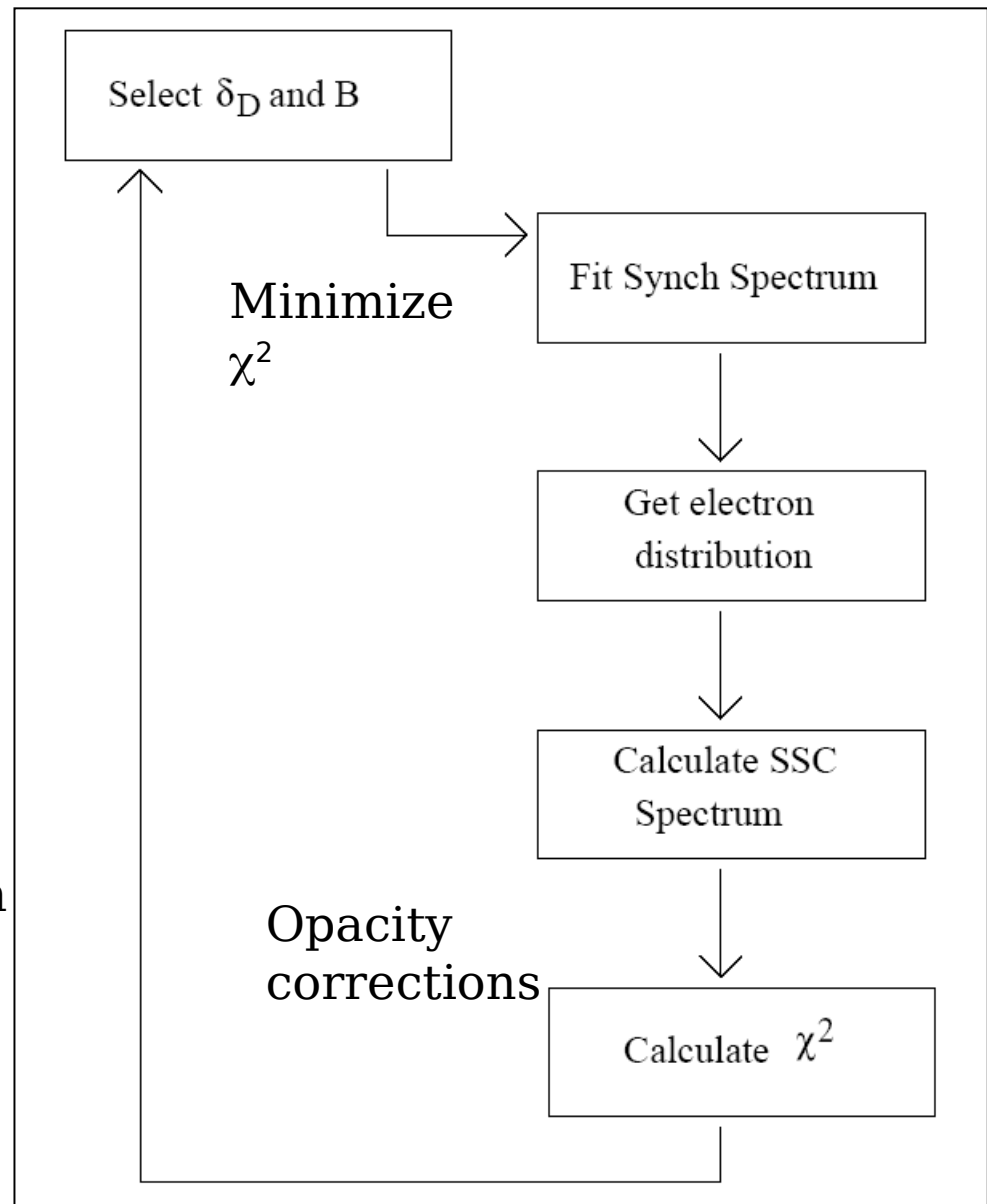 Select δ_D and B
Fit Synch Spectrum
Minimize
χ²
Get electron
distribution
Calculate SSC
Spectrum
Opacity
corrections
Calculate χ²